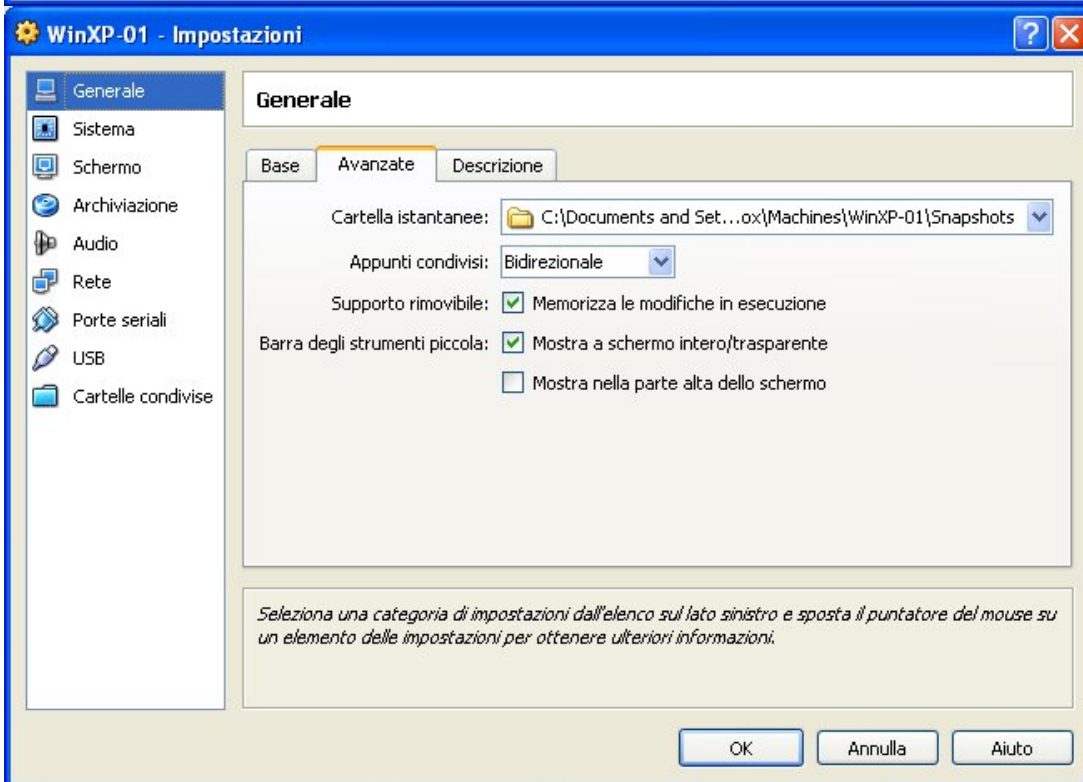 WinXP-01 - Impostazioni
Generale
Sistema
Schermo
Archiviazione
Audio
Rete
Porte seriali
USB
Cartelle condivise
Generale
Base Avanzate Descrizione
Cartella istantanee: C:\Documents and Set...ox\Machines\WinXP-01\Snapshots
Appunti condivisi: Bidirezionale
Supporto rimovibile: Memorizza le modifiche in esecuzione
Barra degli strumenti piccola: Mostra a schermo intero/trasparente
Mostra nella parte alta dello schermo
Seleziona una categoria di impostazioni dall'elenco sul lato sinistro e sposta il puntatore del mouse su
un elemento delle impostazioni per ottenere ulteriori informazioni.
OK Annulla Aiuto